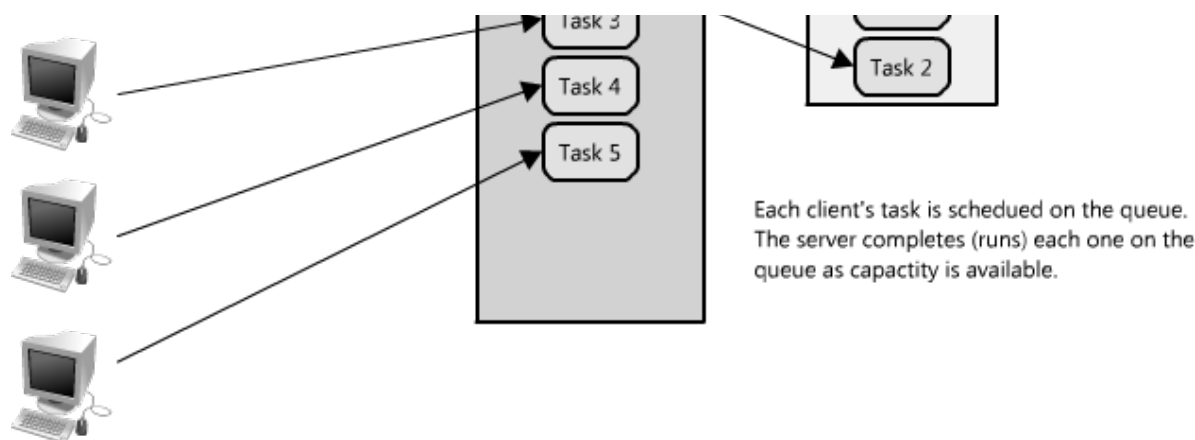 Task 3
Task 2
Task 4
Task 5
Each client's task is schedued on the queue.
The server completes (runs) each one on the
queue as capactity is available.